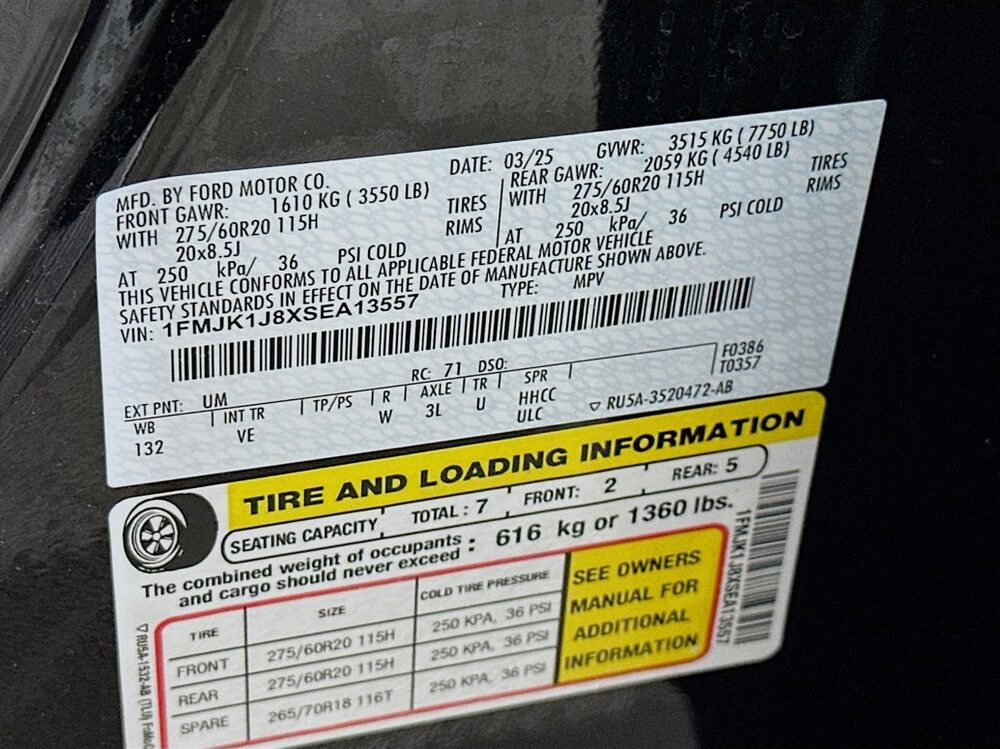 MFD. BY FORD MOTOR CO. DATE: 03/25 GVWR: 3515 KG ( 7750 LB)
FRONT GAWR: 1610 KG ( 3550 LB) REAR GAWR: 2059 KG ( 4540 LB)
WITH 275/60R20 115H TIRES WITH 275/60R20 115H TIRES
20x8.5J RIMS 20x8.5J RIMS
AT 250 kPa/ 36 PSI COLD AT 250 kPa/ 36 PSI COLD
THIS VEHICLE CONFORMS TO ALL APPLICABLE FEDERAL MOTOR VEHICLE
SAFETY STANDARDS IN EFFECT ON THE DATE OF MANUFACTURE SHOWN ABOVE.
VIN: 1FMJK1J8XSEA13557 TYPE: MPV
F0386
EXT PNT: UM RC: 71 DSO: T0357
WB INT TR TP/PS R AXLE TR SPR
132 VE W 3L U HHCC
ULC ▽ RU5A-3520472-AB
TIRE AND LOADING INFORMATION
SEATING CAPACITY TOTAL: 7 FRONT: 2 REAR: 5
The combined weight of occupants
and cargo should never exceed : 616 kg or 1360 lbs.
TIRE SIZE COLD TIRE PRESSURE
FRONT 275/60R20 115H 250 KPA, 36 PSI
REAR 275/60R20 115H 250 KPA, 36 PSI
SPARE 265/70R18 116T 250 KPA, 36 PSI
SEE OWNERS
MANUAL FOR
ADDITIONAL
INFORMATION
1FMJK1J8XSEA13557
▽ RU5A-1532-AB (TLU)